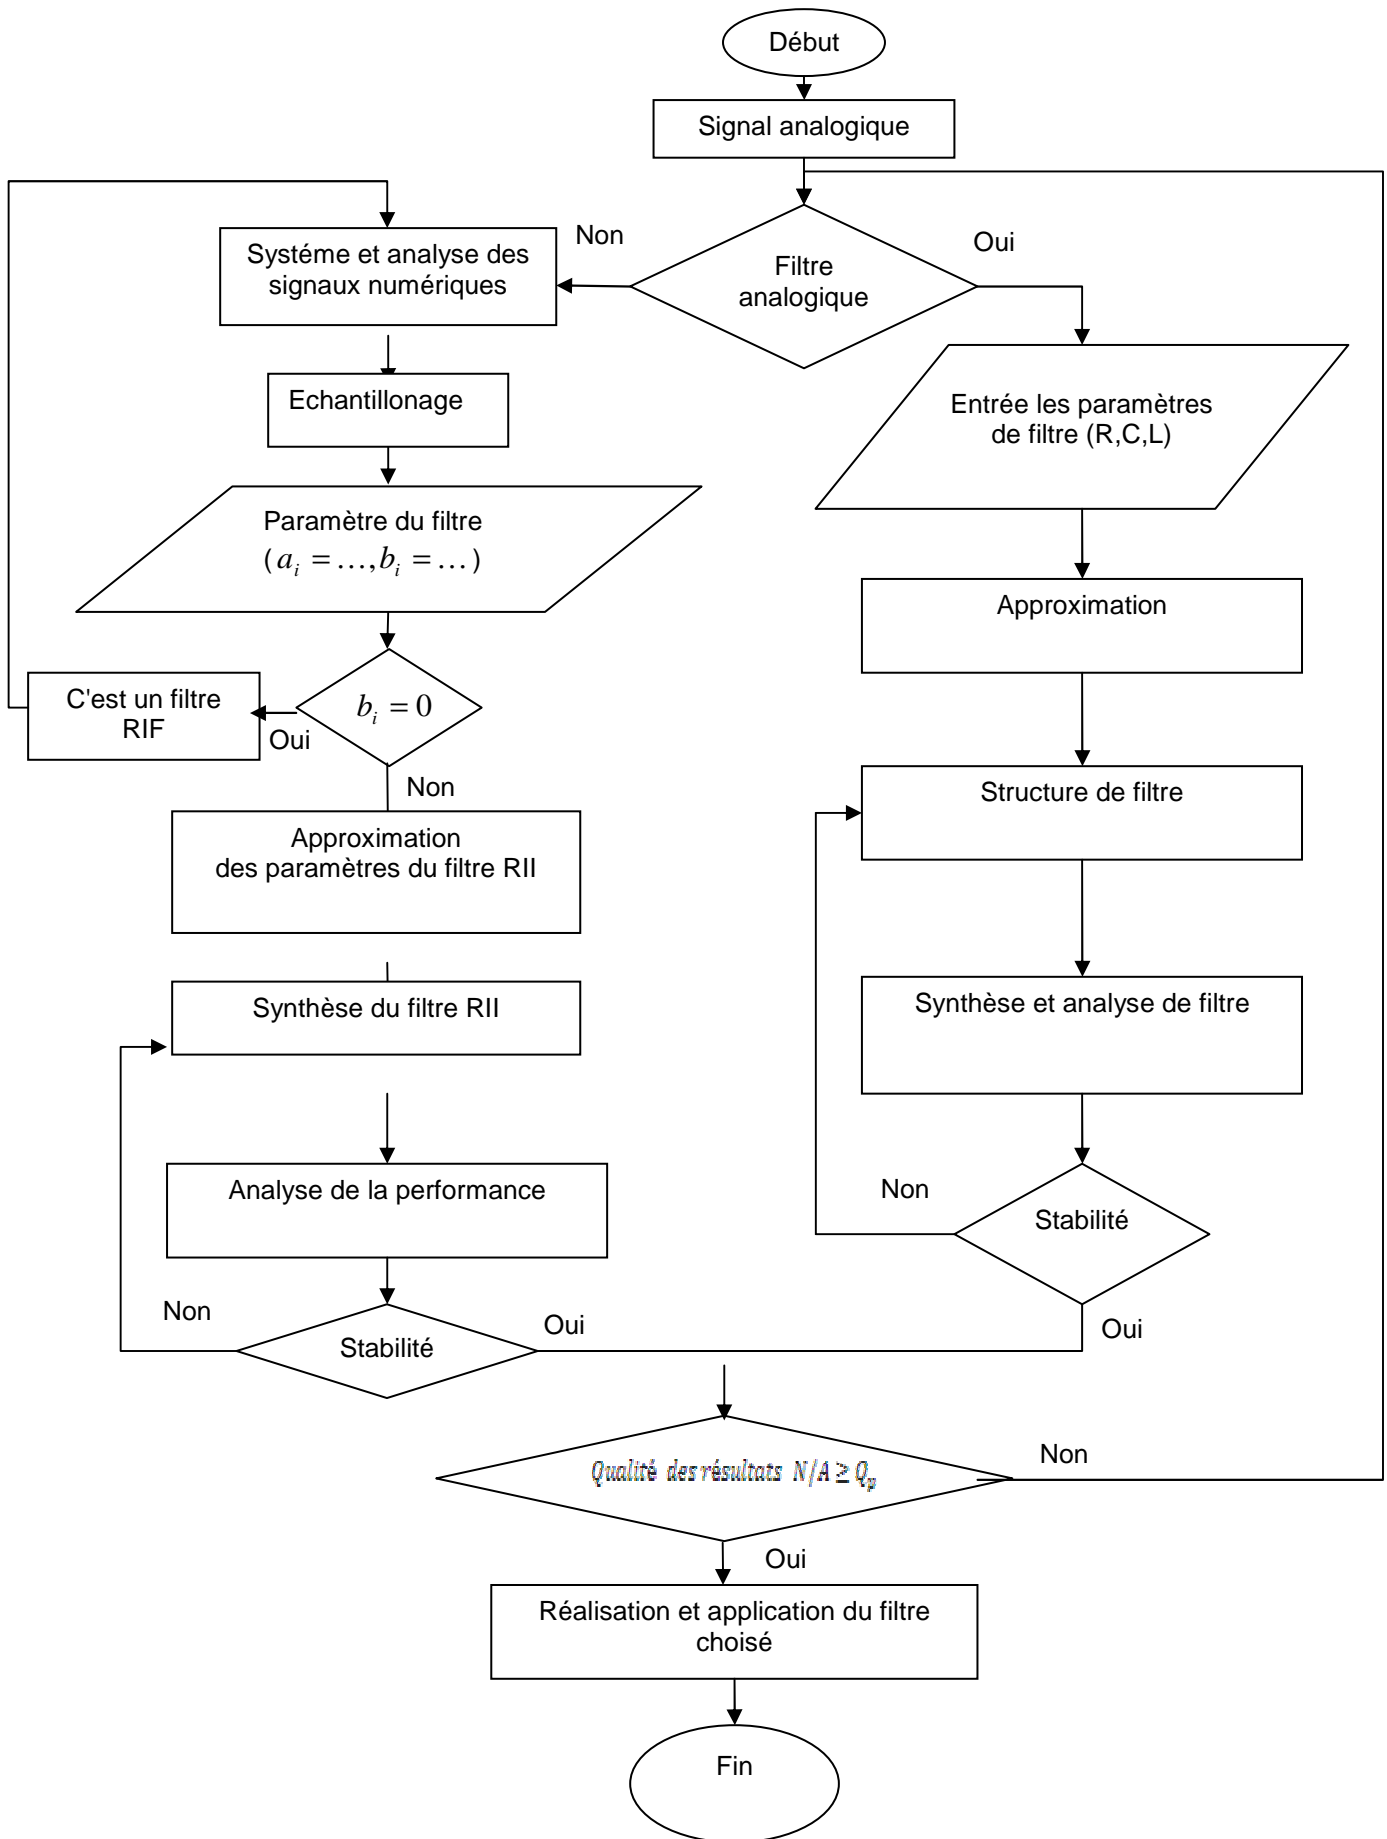 Début
Signal analogique
Non
Oui
Systéme et analyse des
signaux numériques
Filtre
analogique
Echantillonage
Entrée les paramètres
de filtre (R,C,L)
Paramètre du filtre
( a_i = …, b_i = … )
Approximation
C'est un filtre
RIF
Oui
b_i = 0
Non
Structure de filtre
Approximation
des paramètres du filtre RII
Synthèse du filtre RII
Synthèse et analyse de filtre
Analyse de la performance
Non
Stabilité
Oui
Non
Stabilité
Oui
Qualité des résultats N/A ≥ Q_p
Non
Oui
Réalisation et application du filtre
choisé
Fin